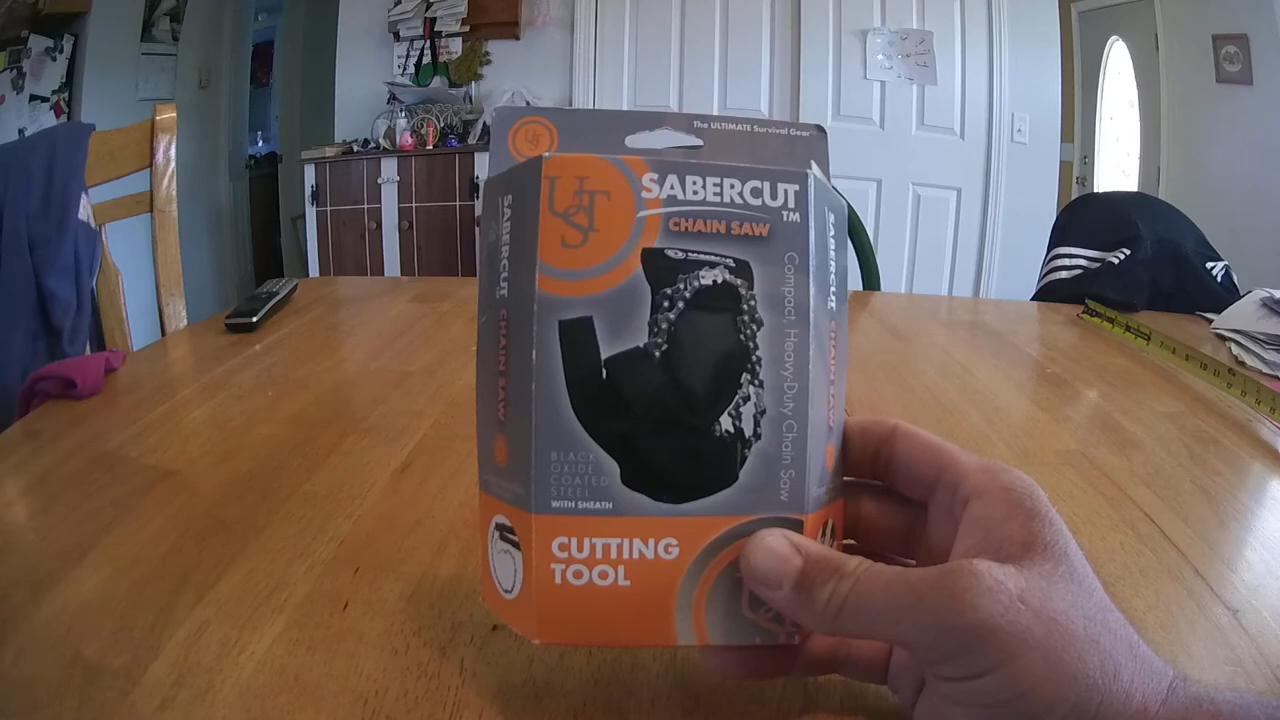 The ULTIMATE Survival Gear
UST
SABERCUT™
CHAIN SAW
SABERCUT CHAIN SAW
SABERCUT
Compact, Heavy-Duty Chain Saw
SABERCUT CHAIN SAW
BLACK
OXIDE
COATED
STEEL
WITH SHEATH
CUTTING
TOOL